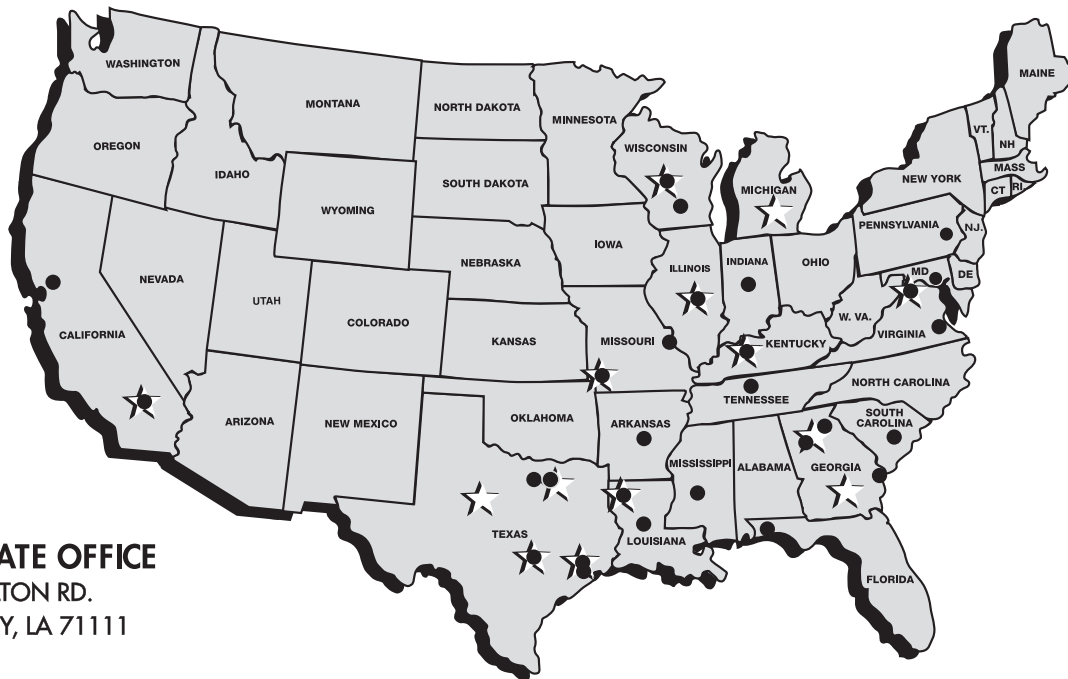 WASHINGTON
OREGON
CALIFORNIA
NEVADA
IDAHO
MONTANA
WYOMING
UTAH
ARIZONA
COLORADO
NEW MEXICO
NORTH DAKOTA
SOUTH DAKOTA
NEBRASKA
KANSAS
OKLAHOMA
TEXAS
MINNESOTA
IOWA
MISSOURI
ARKANSAS
LOUISIANA
WISCONSIN
ILLINOIS
MICHIGAN
INDIANA
OHIO
KENTUCKY
TENNESSEE
MISSISSIPPI
ALABAMA
GEORGIA
FLORIDA
SOUTH
CAROLINA
NORTH CAROLINA
VIRGINIA
W. VA.
MD
DE
PENNSYLVANIA
N.J.
NEW YORK
CT
RI
MASS
VT.
NH
MAINE
ATE OFFICE
TON RD.
Y, LA 71111